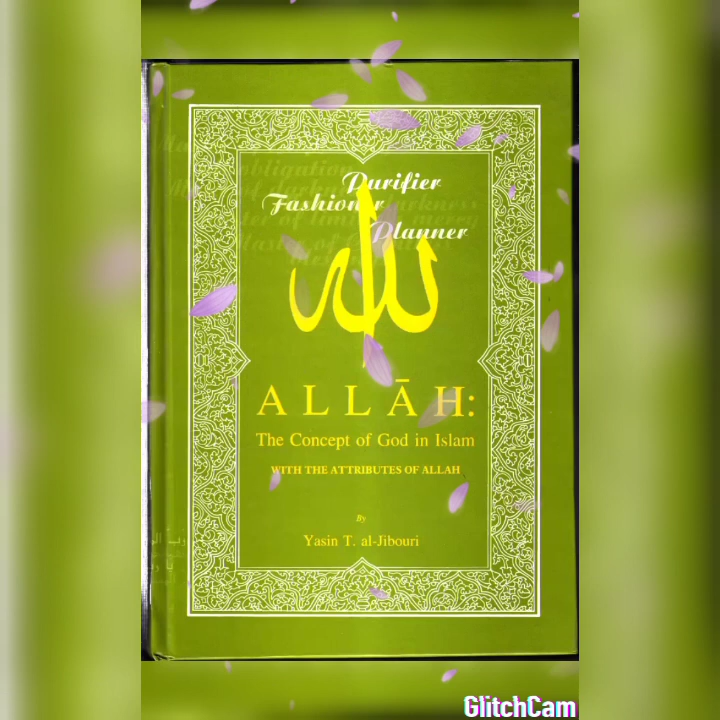 Purifier
Fashioner
Planner
الله
ALLĀH:
The Concept of God in Islam
WITH THE ATTRIBUTES OF ALLAH
By
Yasin T. al-Jibouri
GlitchCam